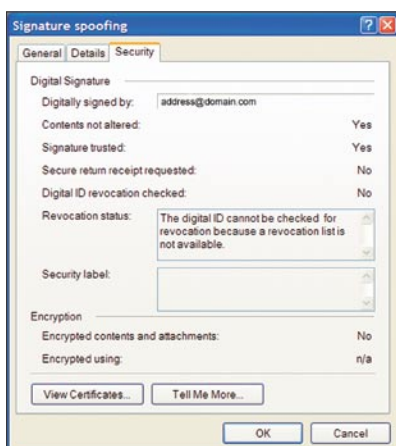 Signature spoofing
General Details Security
Digital Signature
Digitally signed by: address@domain.com
Contents not altered: Yes
Signature trusted: Yes
Secure return receipt requested: No
Digital ID revocation checked: No
Revocation status: The digital ID cannot be checked for
revocation because a revocation list is
not available.
Security label:
Encryption
Encrypted contents and attachments: No
Encrypted using: n/a
View Certificates... Tell Me More...
OK Cancel